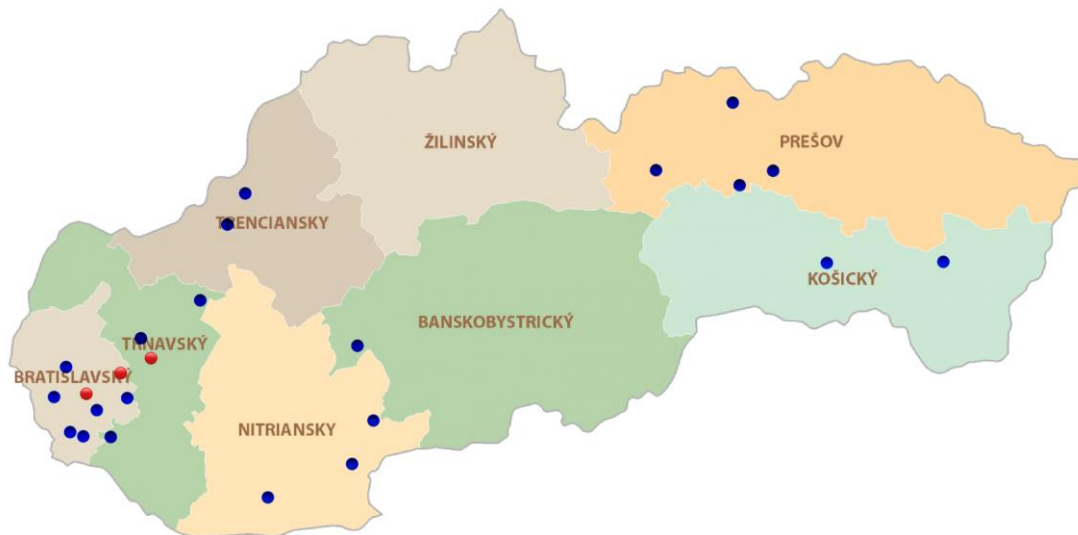 ŽILINSKÝ
PREŠOV
TRENCIANSKY
KOŠICKÝ
BANSKOBYSTRICKÝ
TRNAVSKÝ
BRATISLAVSKÝ
NITRIANSKY